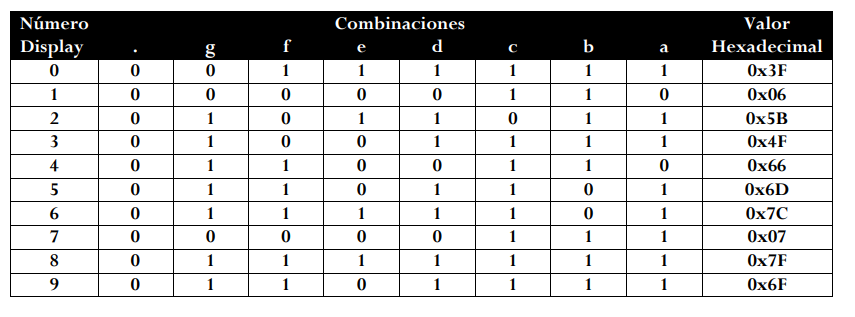 Número Combinaciones Valor
Display . g f e d c b a Hexadecimal
0 0 0 1 1 1 1 1 1 0x3F
1 0 0 0 0 0 1 1 0 0x06
2 0 1 0 1 1 0 1 1 0x5B
3 0 1 0 0 1 1 1 1 0x4F
4 0 1 1 0 0 1 1 0 0x66
5 0 1 1 0 1 1 0 1 0x6D
6 0 1 1 1 1 1 0 1 0x7C
7 0 0 0 0 0 1 1 1 0x07
8 0 1 1 1 1 1 1 1 0x7F
9 0 1 1 0 1 1 1 1 0x6F